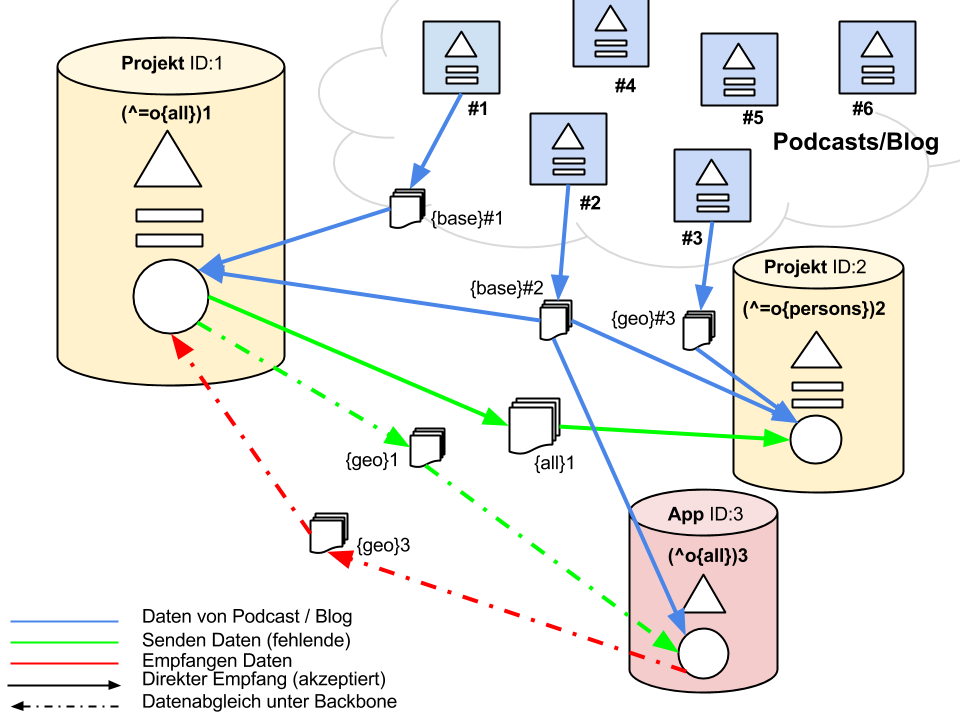 Projekt ID:1
(^=o{all})1
#1
#4
#5
#6
Podcasts/Blog
#2
#3
{base}#1
{base}#2
{geo}#3
Projekt ID:2
(^=o{persons})2
{geo}1
{all}1
{geo}3
App ID:3
(^o{all})3
Daten von Podcast / Blog
Senden Daten (fehlende)
Empfangen Daten
Direkter Empfang (akzeptiert)
Datenabgleich unter Backbone